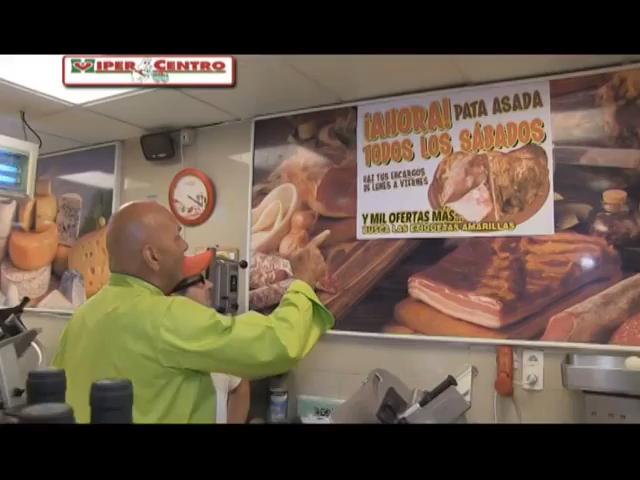 VIPER CENTRO
¡AHORA! PATA ASADA
TODOS LOS SÁBADOS
HAZ TUS ENCARGOS
DE LUNES A VIERNES
Y MIL OFERTAS MÁS...
BUSCA LAS ETIQUETAS AMARILLAS